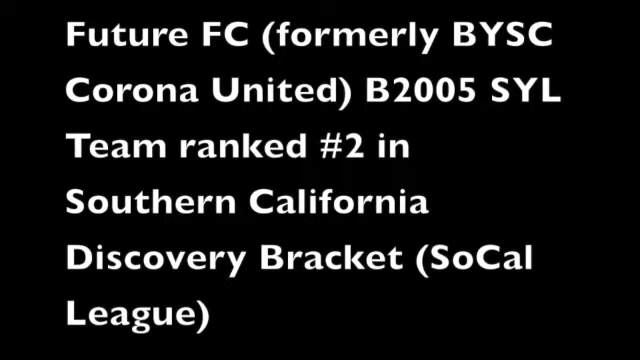 Future FC (formerly BYSC
Corona United) B2005 SYL
Team ranked #2 in
Southern California
Discovery Bracket (SoCal
League)